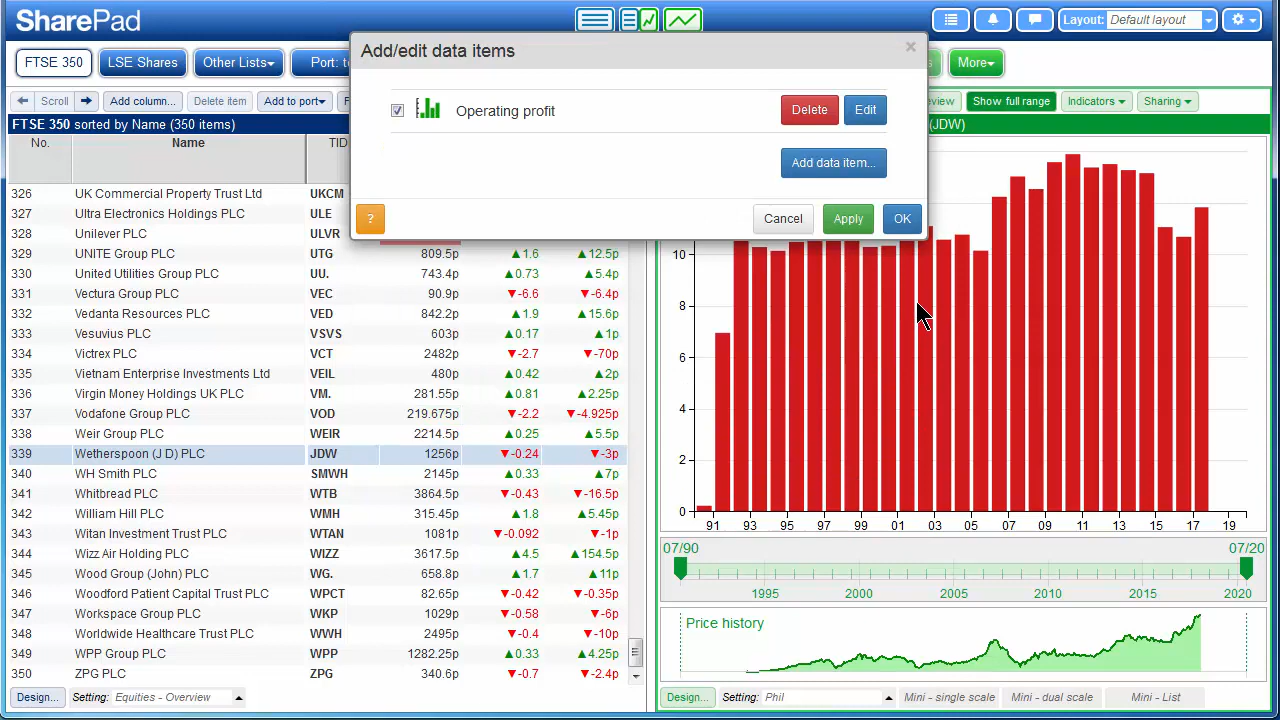 SharePad
Layout: Default layout
FTSE 350 LSE Shares Other Lists Port: t More
Add/edit data items ×
Operating profit Delete Edit
Add data item...
? Cancel Apply OK
Scroll Add column... Delete item Add to port view Show full range Indicators Sharing
FTSE 350 sorted by Name (350 items) (JDW)
No. Name TID
326 UK Commercial Property Trust Ltd UKCM
327 Ultra Electronics Holdings PLC ULE
328 Unilever PLC ULVR
329 UNITE Group PLC UTG 809.5p ▲1.6 ▲12.5p
330 United Utilities Group PLC UU. 743.4p ▲0.73 ▲5.4p
331 Vectura Group PLC VEC 90.9p ▼-6.6 ▼-6.4p
332 Vedanta Resources PLC VED 842.2p ▲1.9 ▲15.6p
333 Vesuvius PLC VSVS 603p ▲0.17 ▲1p
334 Victrex PLC VCT 2482p ▼-2.7 ▼-70p
335 Vietnam Enterprise Investments Ltd VEIL 480p ▲0.42 ▲2p
336 Virgin Money Holdings UK PLC VM. 281.55p ▲0.81 ▲2.25p
337 Vodafone Group PLC VOD 219.675p ▼-2.2 ▼-4.925p
338 Weir Group PLC WEIR 2214.5p ▲0.25 ▲5.5p
339 Wetherspoon (J D) PLC JDW 1256p ▼-0.24 ▼-3p
340 WH Smith PLC SMWH 2145p ▲0.33 ▲7p
341 Whitbread PLC WTB 3864.5p ▼-0.43 ▼-16.5p
342 William Hill PLC WMH 315.45p ▲1.8 ▲5.45p
343 Witan Investment Trust PLC WTAN 1081p ▼-0.092 ▼-1p
344 Wizz Air Holding PLC WIZZ 3617.5p ▲4.5 ▲154.5p
345 Wood Group (John) PLC WG. 658.8p ▲1.7 ▲11p
346 Woodford Patient Capital Trust PLC WPCT 82.65p ▼-0.42 ▼-0.35p
347 Workspace Group PLC WKP 1029p ▼-0.58 ▼-6p
348 Worldwide Healthcare Trust PLC WWH 2495p ▼-0.4 ▼-10p
349 WPP Group PLC WPP 1282.25p ▲0.33 ▲4.25p
350 ZPG PLC ZPG 340.6p ▼-0.7 ▼-2.4p
Design... Setting: Equities - Overview
10
8
6
4
2
0
91 93 95 97 99 01 03 05 07 09 11 13 15 17 19
07/90 07/20
1995 2000 2005 2010 2015 2020
Price history
Design... Setting: Phil Mini - single scale Mini - dual scale Mini - List